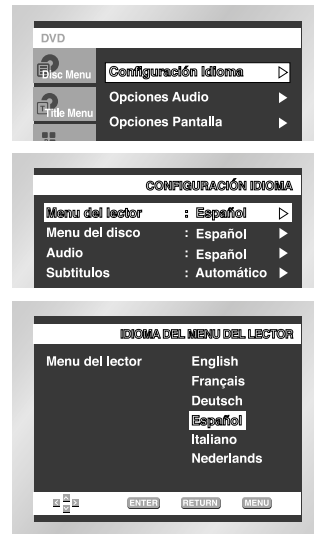 DVD
Disc Menu
Configuración Idioma
Title Menu
Opciones Audio
Opciones Pantalla
CONFIGURACIÓN IDIOMA
Menu del lector : Español
Menu del disco : Español
Audio : Español
Subtitulos : Automático
IDIOMA DEL MENU DEL LECTOR
Menu del lector English
Français
Deutsch
Español
Italiano
Nederlands
ENTER RETURN MENU